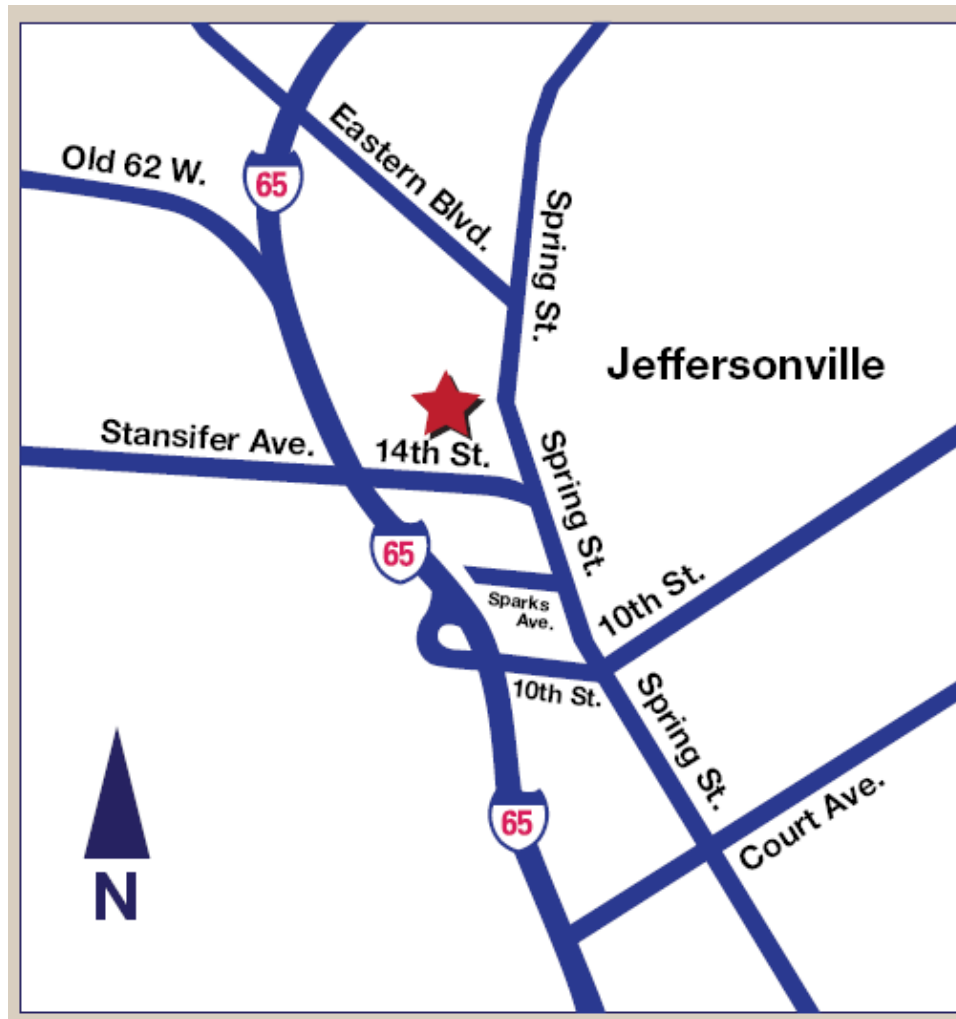 Eastern Blvd.
Old 62 W.
65
Spring St.
Jeffersonville
Stansifer Ave.
14th St.
Spring St.
65
10th St.
Sparks
Ave.
10th St.
Spring St.
65
Court Ave.
N